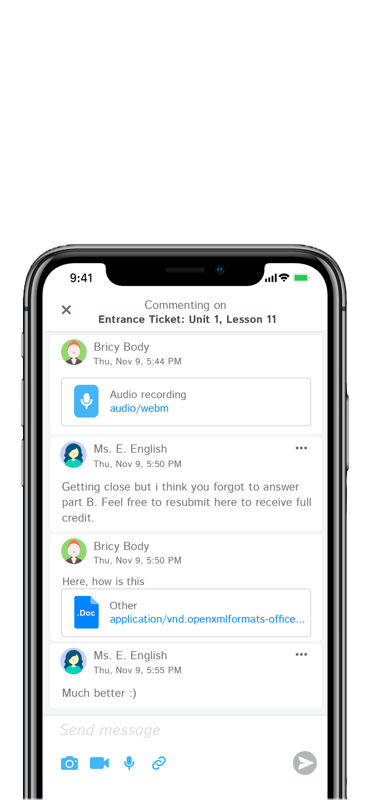 9:41
Commenting on
Entrance Ticket: Unit 1, Lesson 11
Bricy Body
Thu, Nov 9, 5:44 PM
Audio recording
audio/webm
Ms. E. English
Thu, Nov 9, 5:50 PM
Getting close but i think you forgot to answer
part B. Feel free to resubmit here to receive full
credit.
Bricy Body
Thu, Nov 9, 5:50 PM
Here, how is this
.Doc
Other
application/vnd.openxmlformats-office...
Ms. E. English
Thu, Nov 9, 5:55 PM
Much better :)
Send message